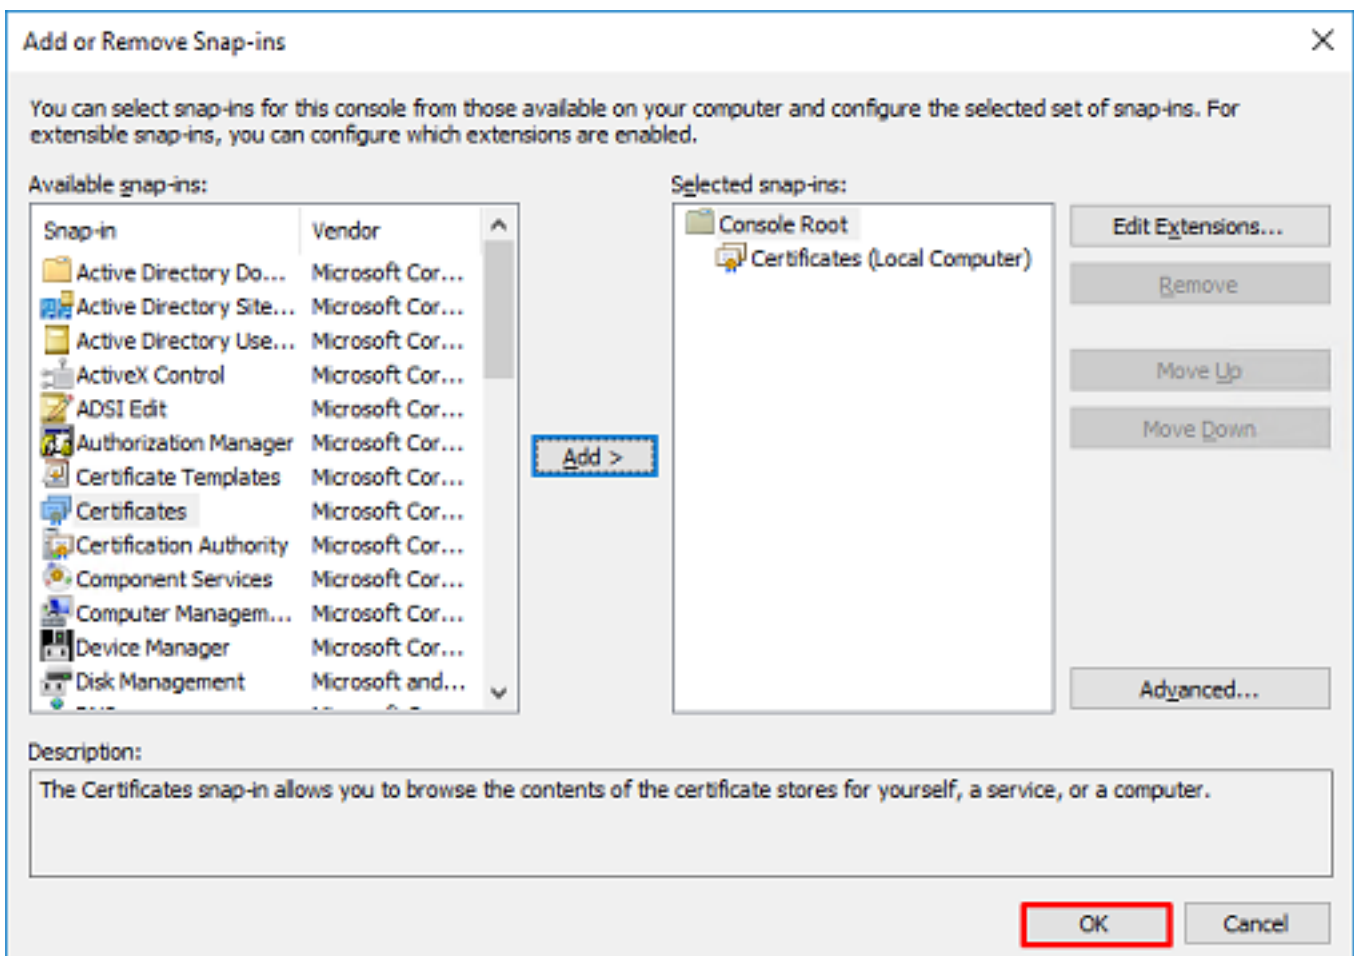 Add or Remove Snap-ins
You can select snap-ins for this console from those available on your computer and configure the selected set of snap-ins. For
extensible snap-ins, you can configure which extensions are enabled.
Available snap-ins:
Snap-in Vendor
Active Directory Do... Microsoft Cor...
Active Directory Site... Microsoft Cor...
Active Directory Use... Microsoft Cor...
ActiveX Control Microsoft Cor...
ADSI Edit Microsoft Cor...
Authorization Manager Microsoft Cor...
Certificate Templates Microsoft Cor...
Certificates Microsoft Cor...
Certification Authority Microsoft Cor...
Component Services Microsoft Cor...
Computer Managem... Microsoft Cor...
Device Manager Microsoft Cor...
Disk Management Microsoft and...
Add >
Selected snap-ins:
Console Root
Certificates (Local Computer)
Edit Extensions...
Remove
Move Up
Move Down
Advanced...
Description:
The Certificates snap-in allows you to browse the contents of the certificate stores for yourself, a service, or a computer.
OK
Cancel